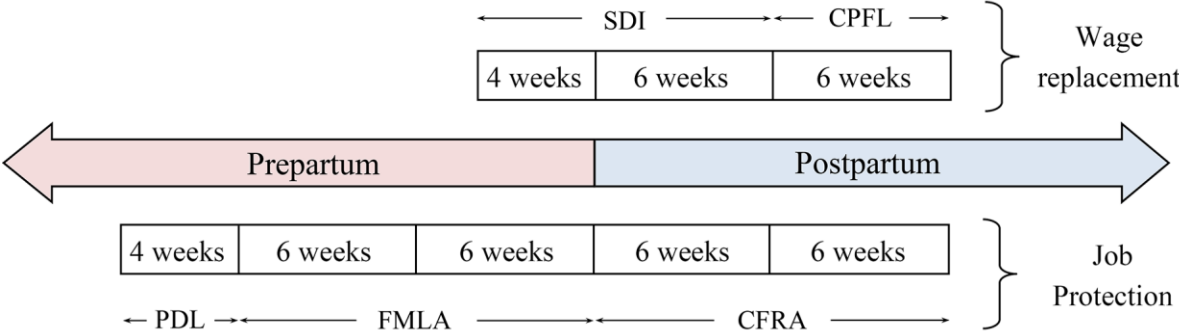 SDI CPFL
4 weeks 6 weeks 6 weeks
Wage
replacement
Prepartum Postpartum
4 weeks 6 weeks 6 weeks 6 weeks 6 weeks
Job
Protection
PDL FMLA CFRA